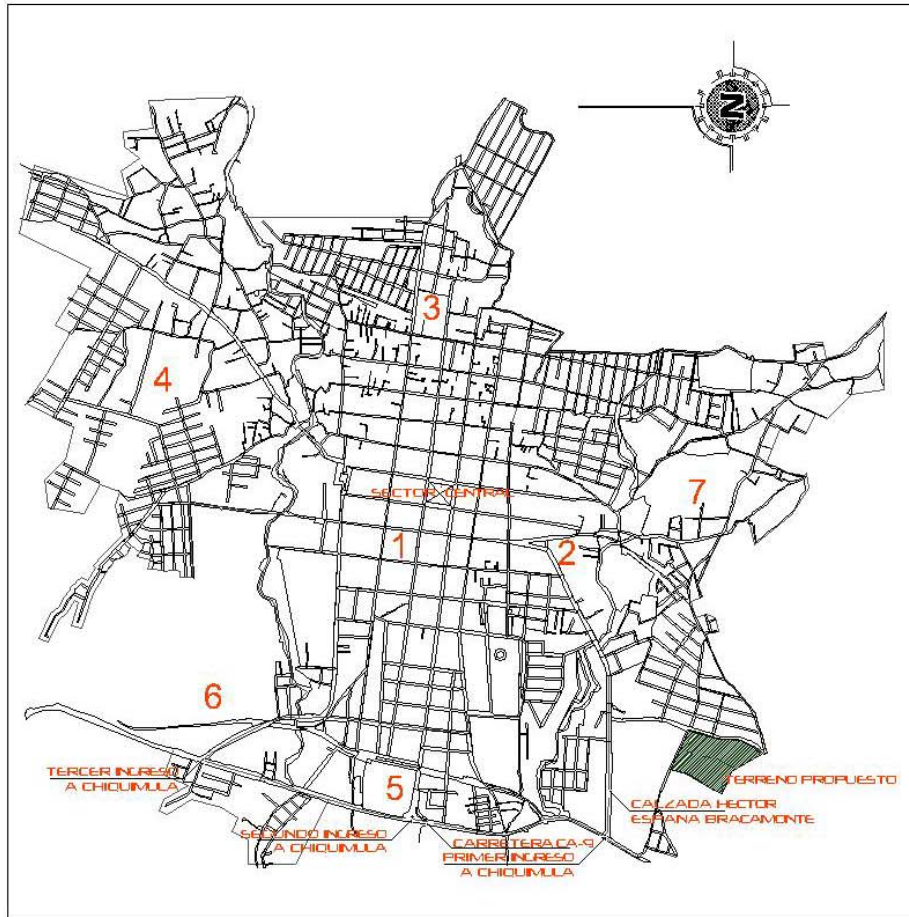 N
3
4
7
SECTOR CENTRAL
1
2
6
TERCER INGRESO
A CHIQUIMULA
TERRENO PROPUESTO
5
CALZADA HECTOR
ESPANA BRACAMONTE
SEGUNDO INGRESO
A CHIQUIMULA
CARRETERA CA-9
PRIMER INGRESO
A CHIQUIMULA